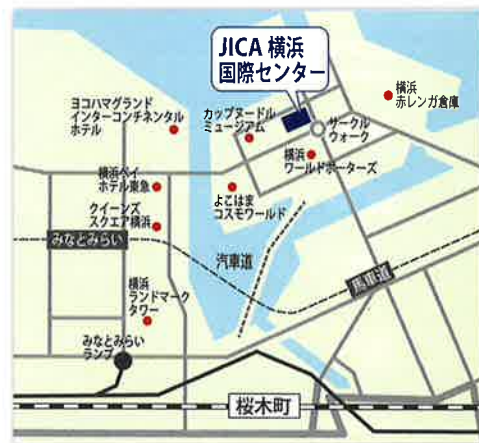 JICA 横浜
国際センター
横浜
赤レンガ倉庫
ヨコハマグランド
インターコンチネンタル
ホテル
カップヌードル
ミュージアム
サークル
ウォーク
横浜
ワールドポーターズ
横浜ベイ
ホテル東急
よこはま
コスモワールド
クイーンズ
スクエア横浜
みなとみらい
汽車道
馬車道
横浜
ランドマーク
タワー
みなとみらい
ランプ
桜木町